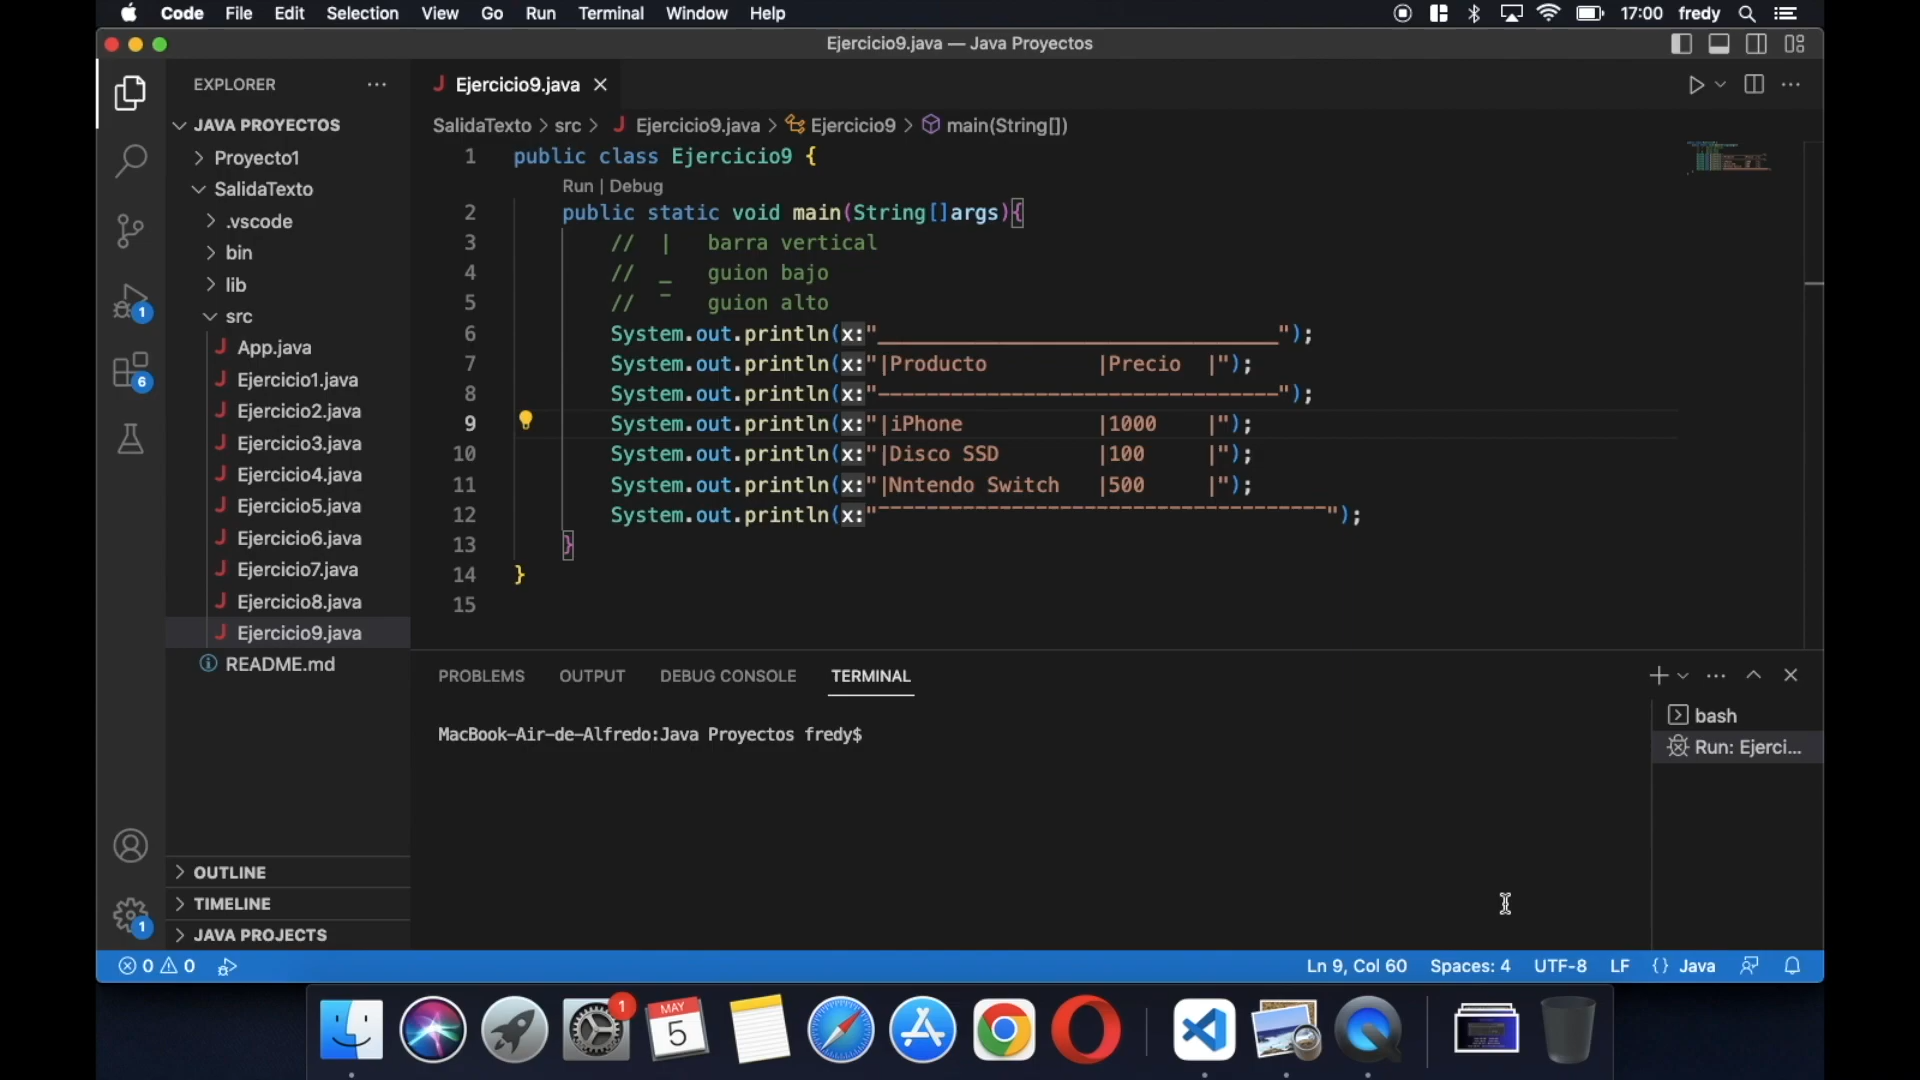 Code File Edit Selection View Go Run Terminal Window Help 17:00 fredy
Ejercicio9.java — Java Proyectos
EXPLORER
Ejercicio9.java
JAVA PROYECTOS
SalidaTexto > src > J Ejercicio9.java > Ejercicio9 > main(String[])
Proyecto1
SalidaTexto
.vscode
bin
lib
src
J App.java
J Ejercicio1.java
J Ejercicio2.java
J Ejercicio3.java
J Ejercicio4.java
J Ejercicio5.java
J Ejercicio6.java
J Ejercicio7.java
J Ejercicio8.java
J Ejercicio9.java
README.md
OUTLINE
TIMELINE
JAVA PROJECTS
1
6
1
1 public class Ejercicio9 {
Run | Debug
2 public static void main(String[]args){
3 // | barra vertical
4 // _ guion bajo
5 // ¯ guion alto
6 System.out.println(x:"_________________________________");
7 System.out.println(x:"|Producto         |Precio  |");
8 System.out.println(x:"---------------------------------");
9 System.out.println(x:"|iPhone           |1000    |");
10 System.out.println(x:"|Disco SSD        |100     |");
11 System.out.println(x:"|Nntendo Switch   |500     |");
12 System.out.println(x:"¯¯¯¯¯¯¯¯¯¯¯¯¯¯¯¯¯¯¯¯¯¯¯¯¯¯¯¯¯¯¯¯¯¯¯¯¯");
13 }
14 }
15
PROBLEMS OUTPUT DEBUG CONSOLE TERMINAL
MacBook-Air-de-Alfredo:Java Proyectos fredy$
bash
Run: Ejerci...
0 0 Ln 9, Col 60 Spaces: 4 UTF-8 LF {} Java
1
MAY
5